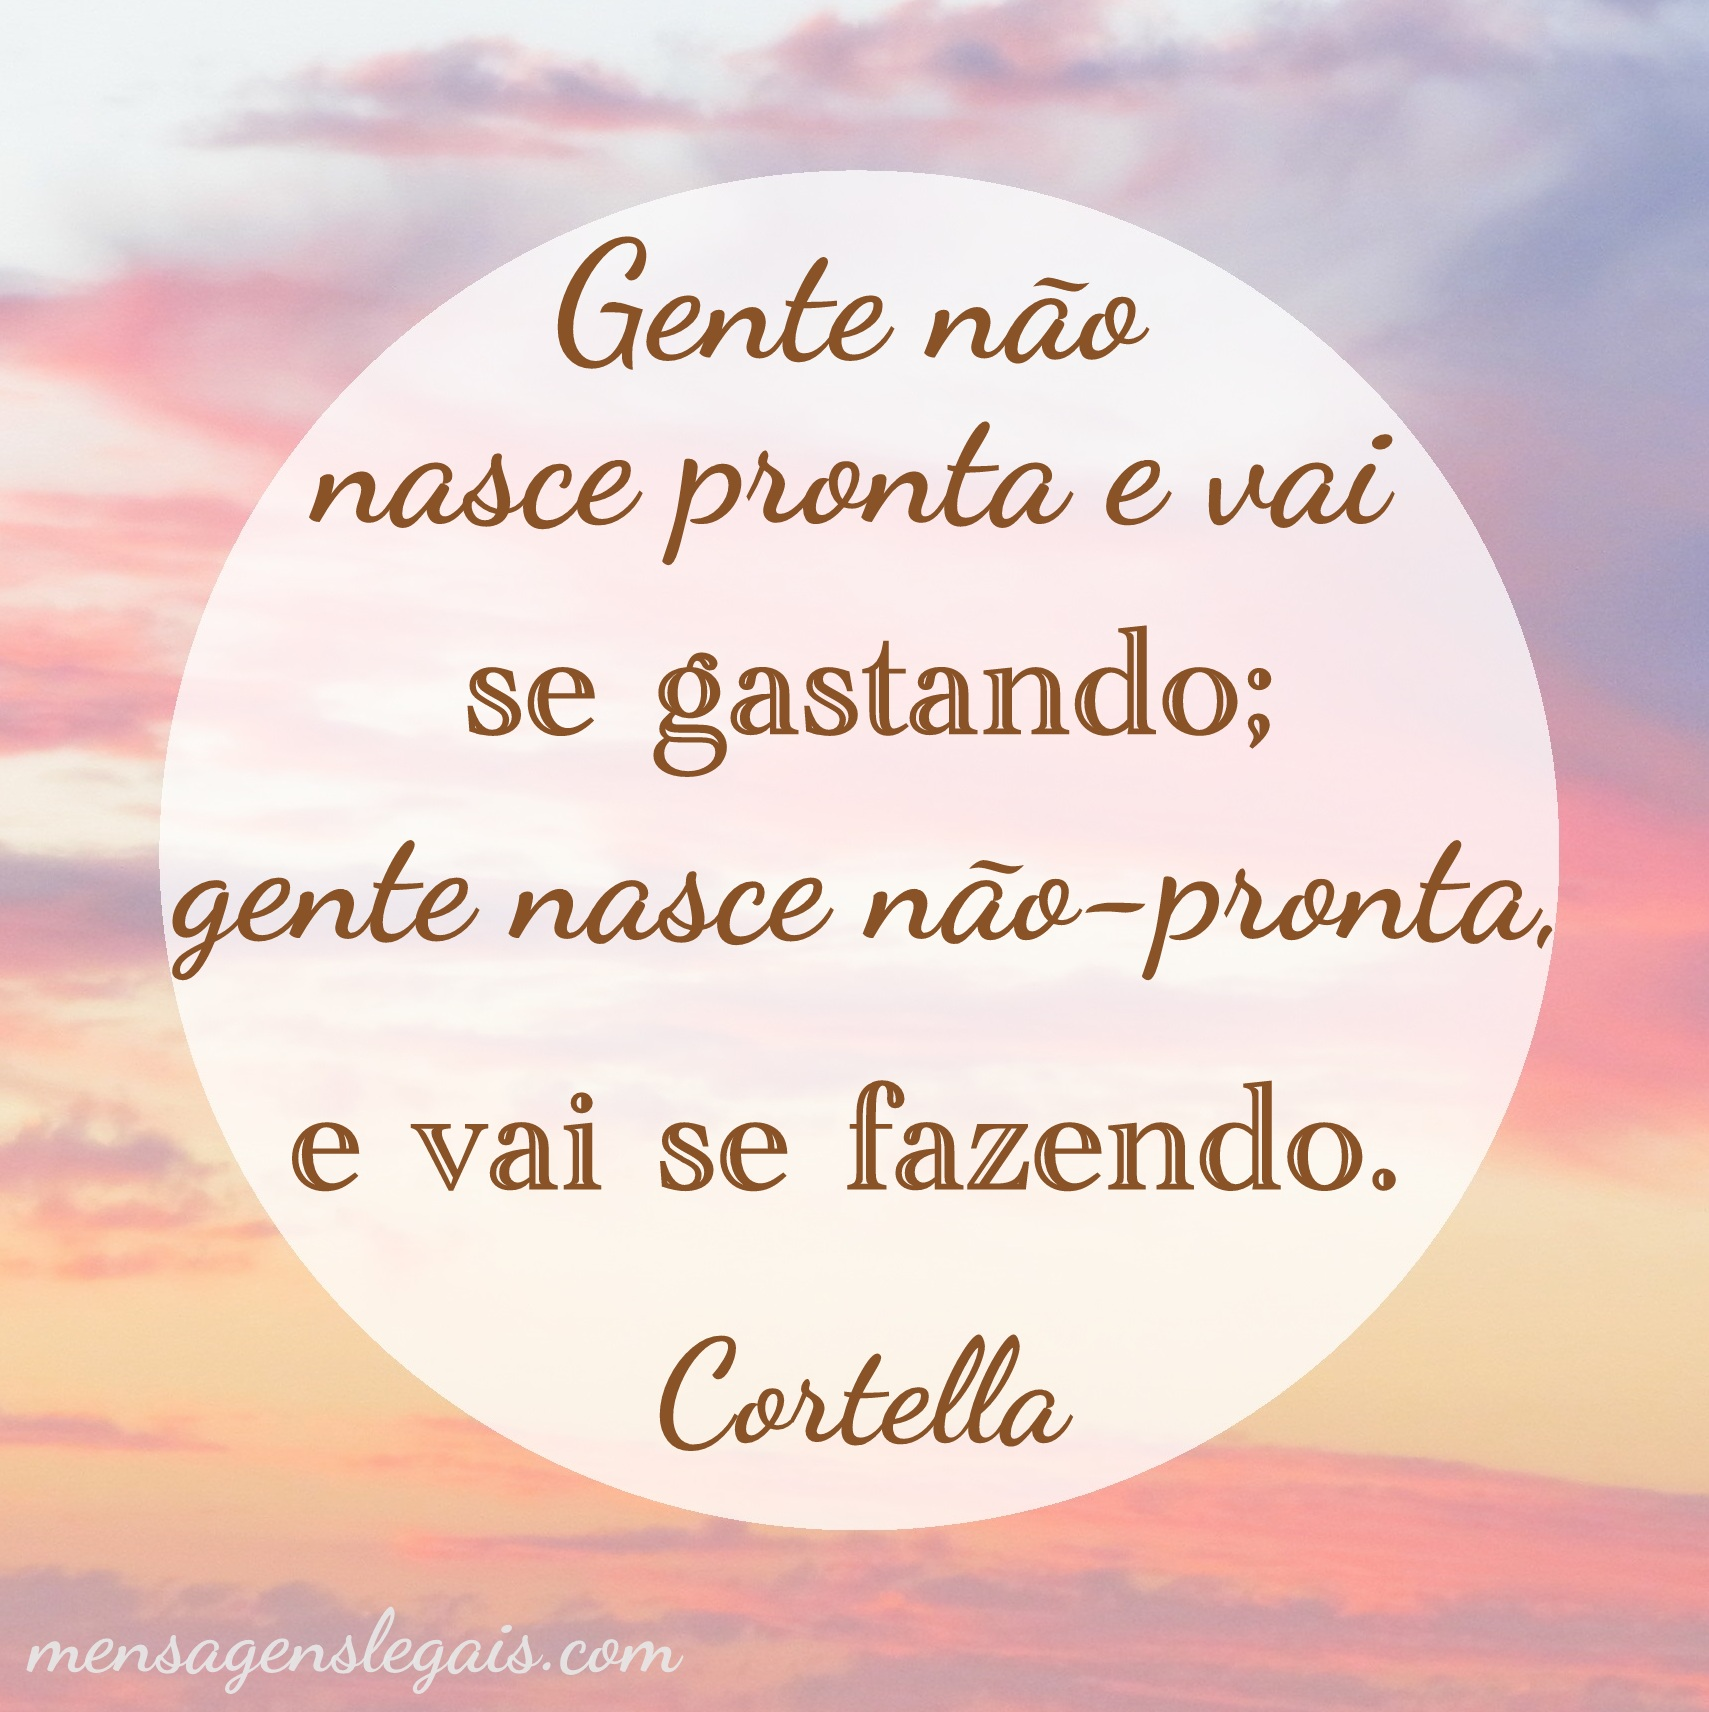 Gente não
nasce pronta e vai
se gastando;
gente nasce não-pronta,
e vai se fazendo.
Cortella
mensagenslegais.com